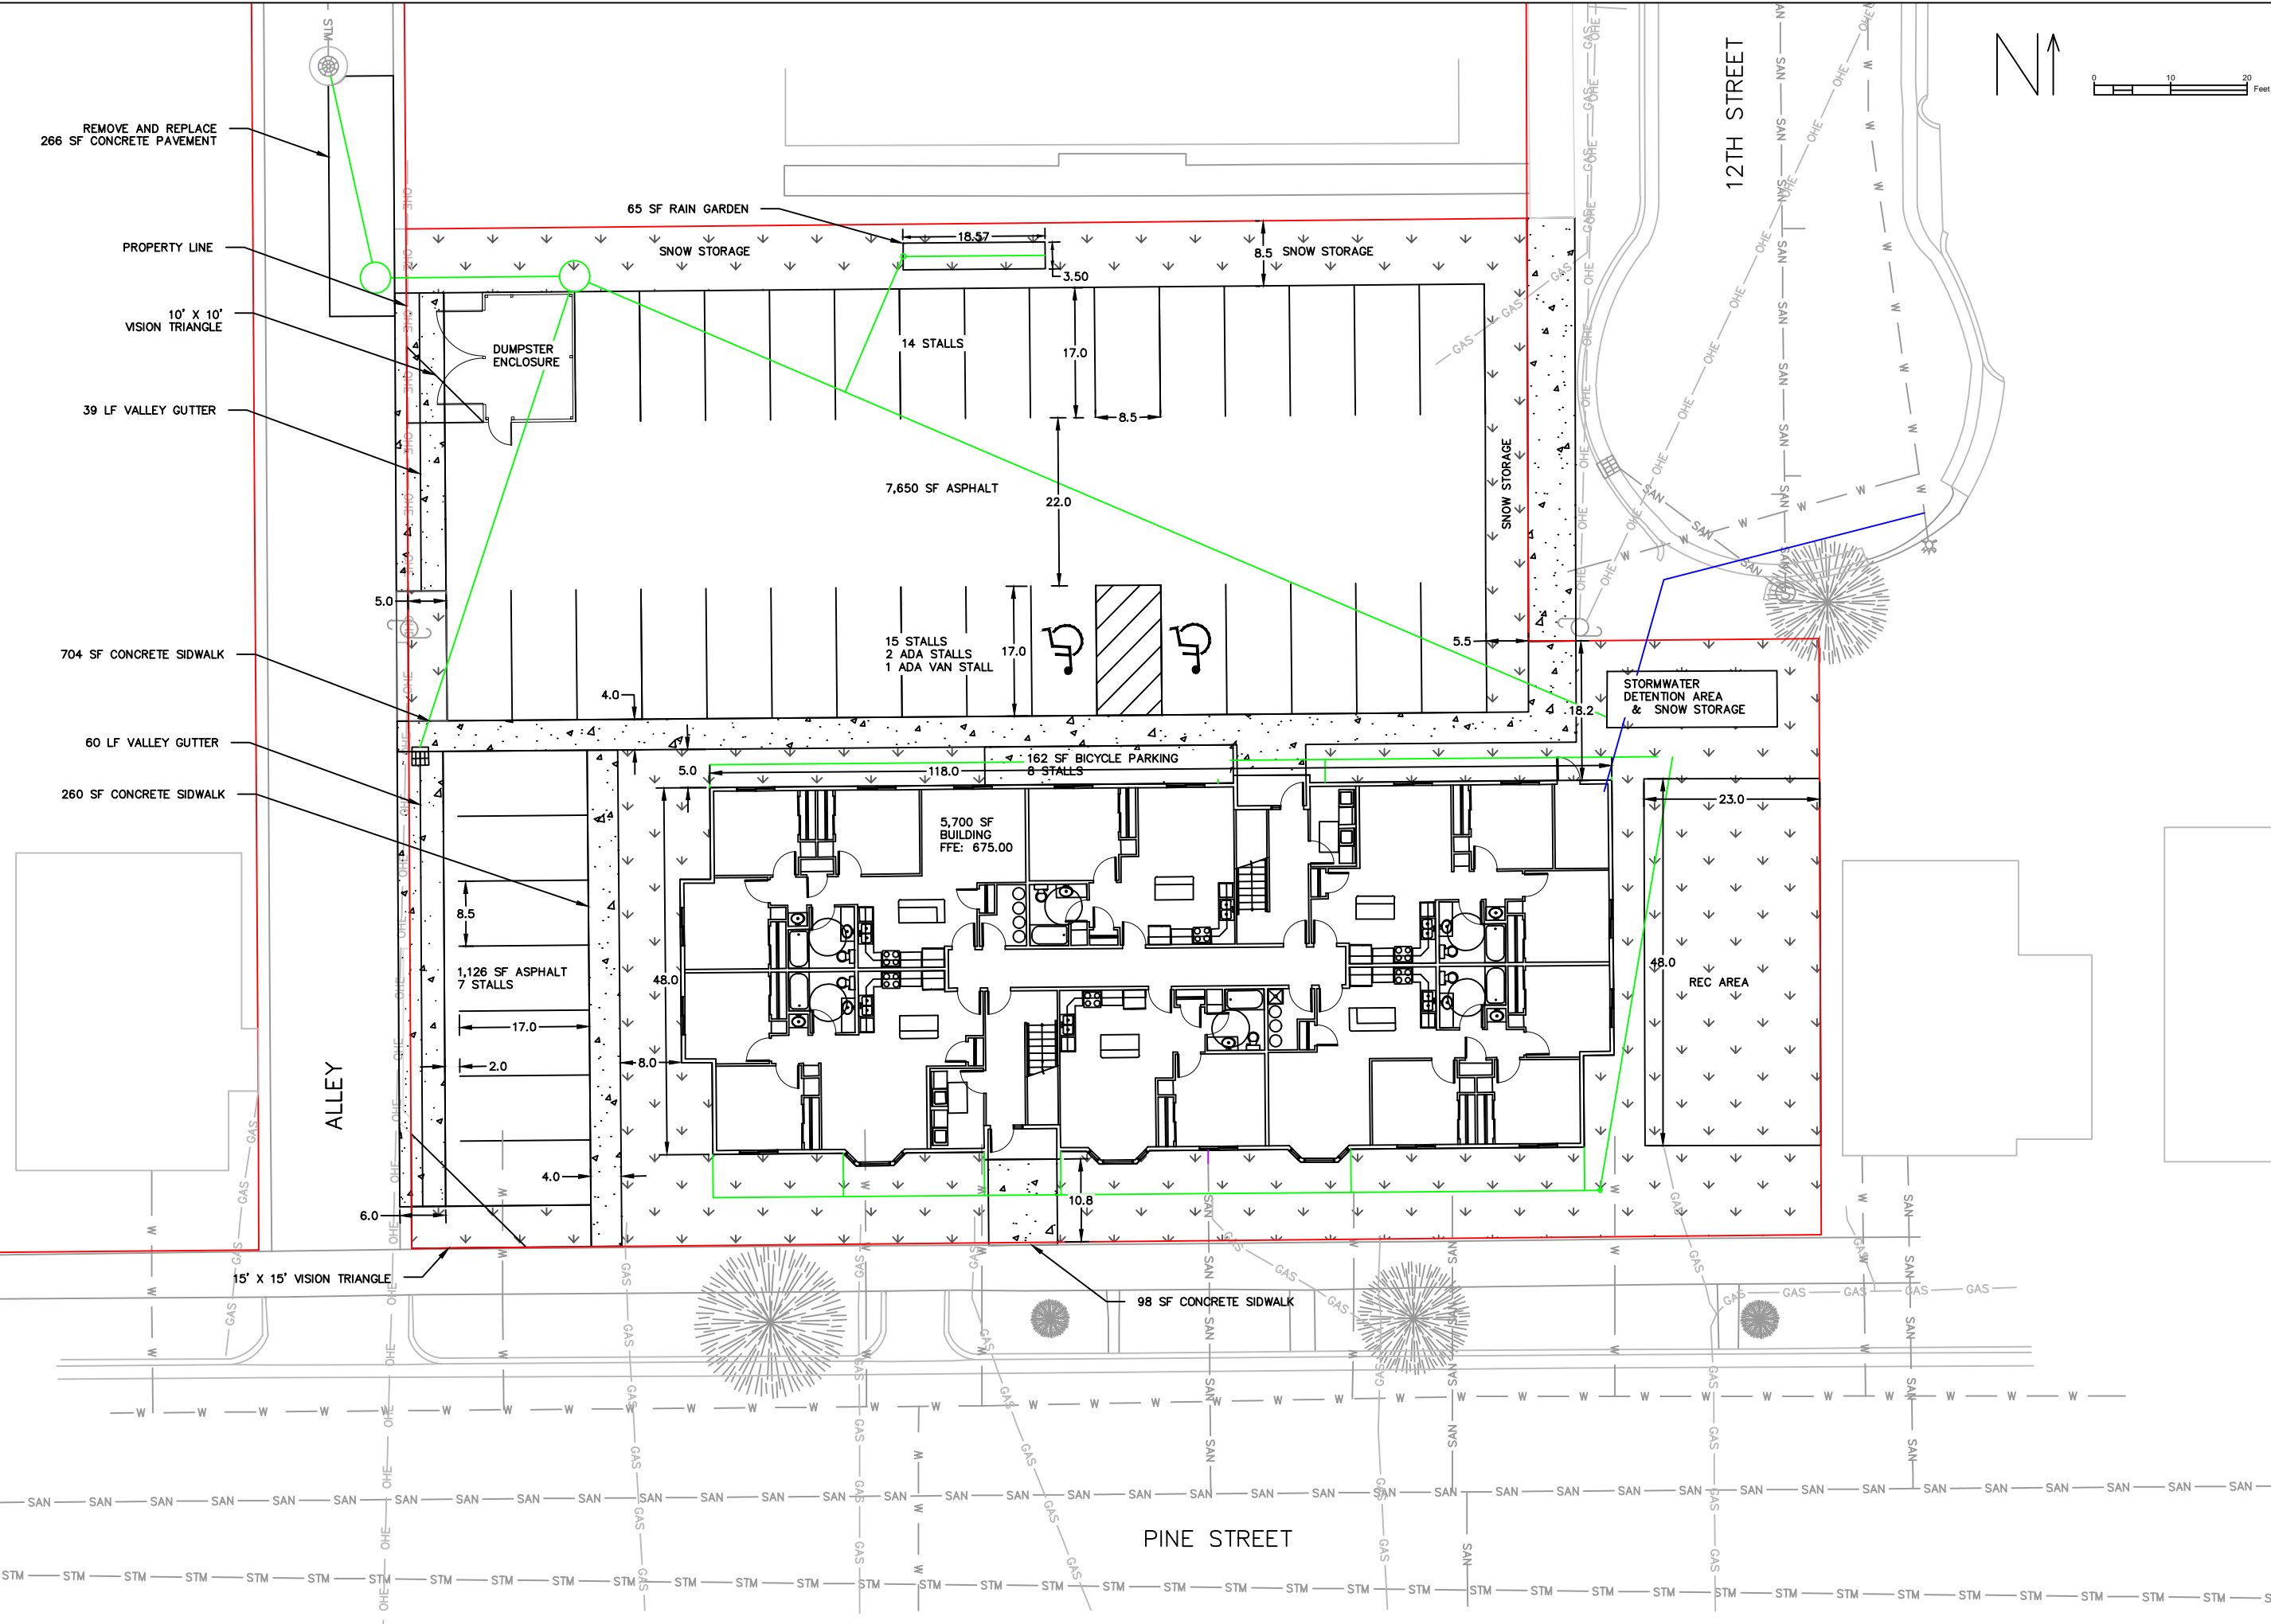 STM
12TH STREET
N
0 10 20
Feet
REMOVE AND REPLACE
266 SF CONCRETE PAVEMENT
65 SF RAIN GARDEN
PROPERTY LINE
SNOW STORAGE
18.57
8.5
SNOW STORAGE
3.50
10' X 10'
VISION TRIANGLE
DUMPSTER
ENCLOSURE
14 STALLS
17.0
8.5
39 LF VALLEY GUTTER
7,650 SF ASPHALT
22.0
SNOW STORAGE
5.0
15 STALLS
2 ADA STALLS
1 ADA VAN STALL
17.0
5.5
704 SF CONCRETE SIDWALK
4.0
STORMWATER
DETENTION AREA
& SNOW STORAGE
18.2
60 LF VALLEY GUTTER
162 SF BICYCLE PARKING
8 STALLS
5.0
118.0
260 SF CONCRETE SIDWALK
23.0
5,700 SF
BUILDING
FFE: 675.00
8.5
1,126 SF ASPHALT
7 STALLS
48.0
48.0
REC AREA
17.0
2.0
8.0
ALLEY
4.0
6.0
10.8
15' X 15' VISION TRIANGLE
98 SF CONCRETE SIDWALK
GAS
OHE
W
SAN
PINE STREET
STM